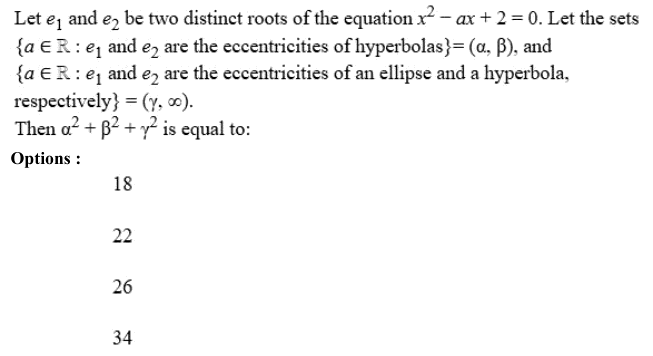 Let e₁ and e₂ be two distinct roots of the equation x² − ax + 2 = 0. Let the sets
{a ∈ ℝ : e₁ and e₂ are the eccentricities of hyperbolas}= (α, β), and
{a ∈ ℝ : e₁ and e₂ are the eccentricities of an ellipse and a hyperbola,
respectively} = (γ, ∞).
Then α² + β² + γ² is equal to:
Options :
18
22
26
34